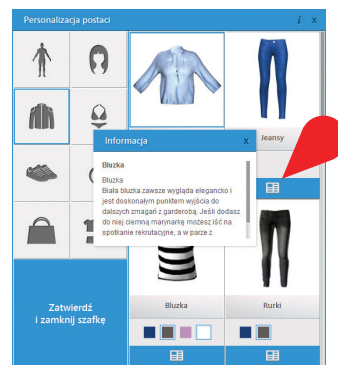 Personalizacja postaci
i x
Jeansy
Informacja x
Bluzka
Bluzka
Biała bluzka zawsze wygląda elegancko i
jest doskonałym punktem wyjścia do
dalszych zmagań z garderobą. Jeśli dodasz
do niej ciemną marynarkę możesz iść na
spotkanie rekrutacyjne, a w parze z
Zatwierdź
i zamknij szafkę
Bluzka
Rurki